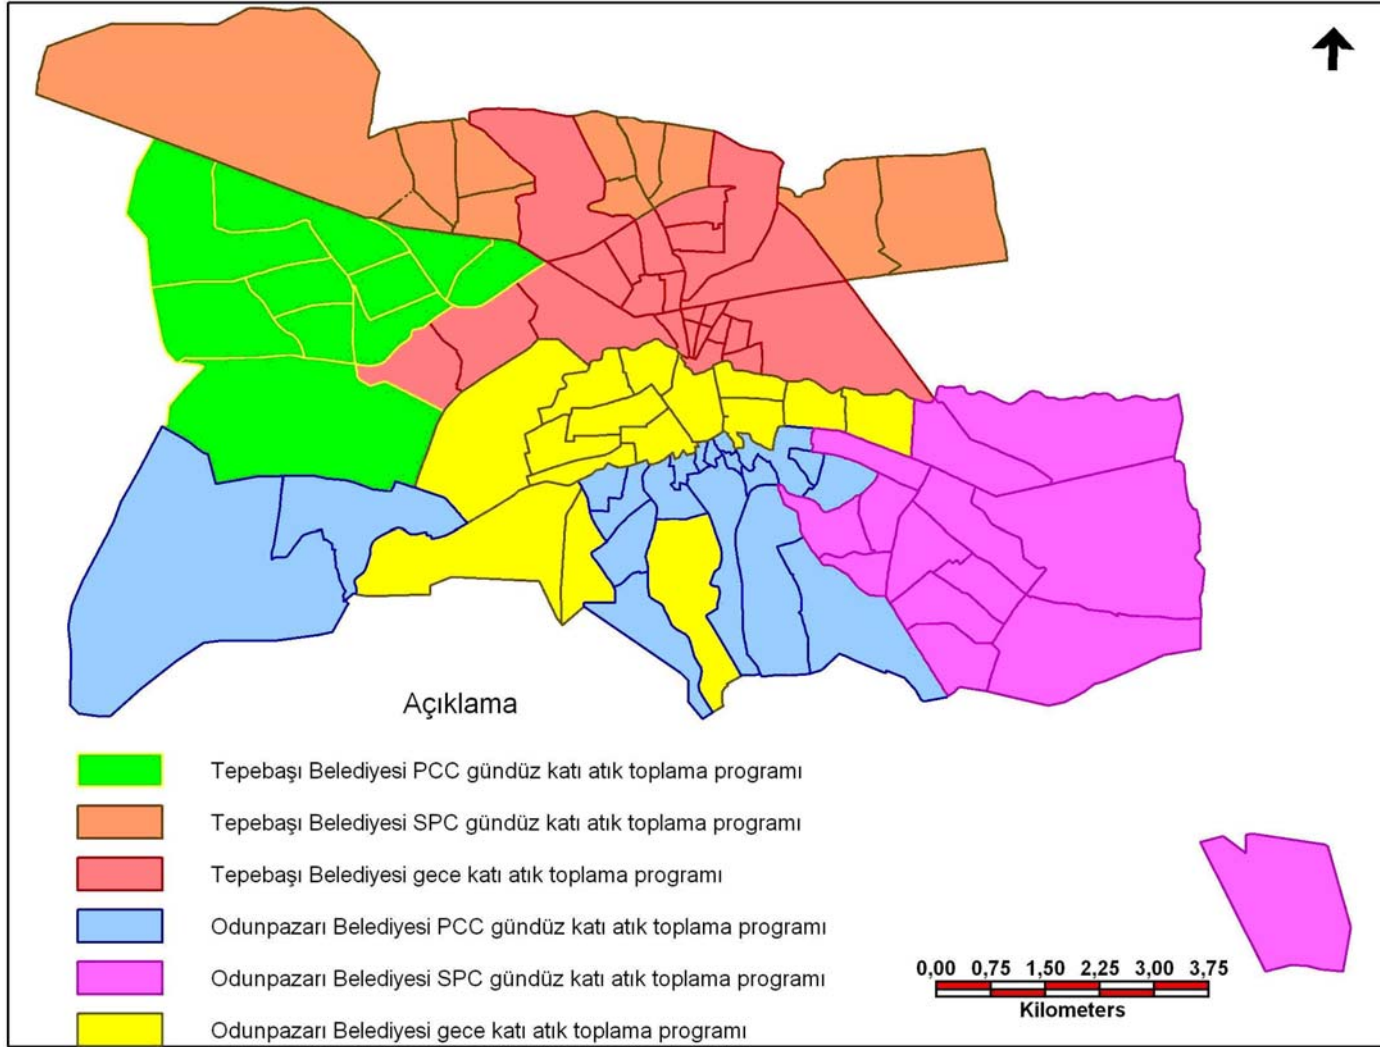 Açıklama
Tepebaşı Belediyesi PCC gündüz katı atık toplama programı
Tepebaşı Belediyesi SPC gündüz katı atık toplama programı
Tepebaşı Belediyesi gece katı atık toplama programı
Odunpazarı Belediyesi PCC gündüz katı atık toplama programı
Odunpazarı Belediyesi SPC gündüz katı atık toplama programı
Odunpazarı Belediyesi gece katı atık toplama programı
0,00 0,75 1,50 2,25 3,00 3,75
Kilometers